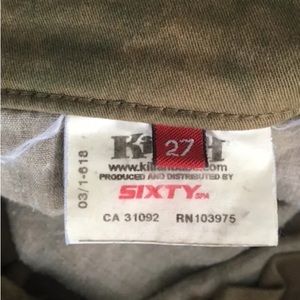 27
PRODUCED AND DISTRIBUTED BY
SIXTY SPA
CA 31092 RN103975
03/1-618